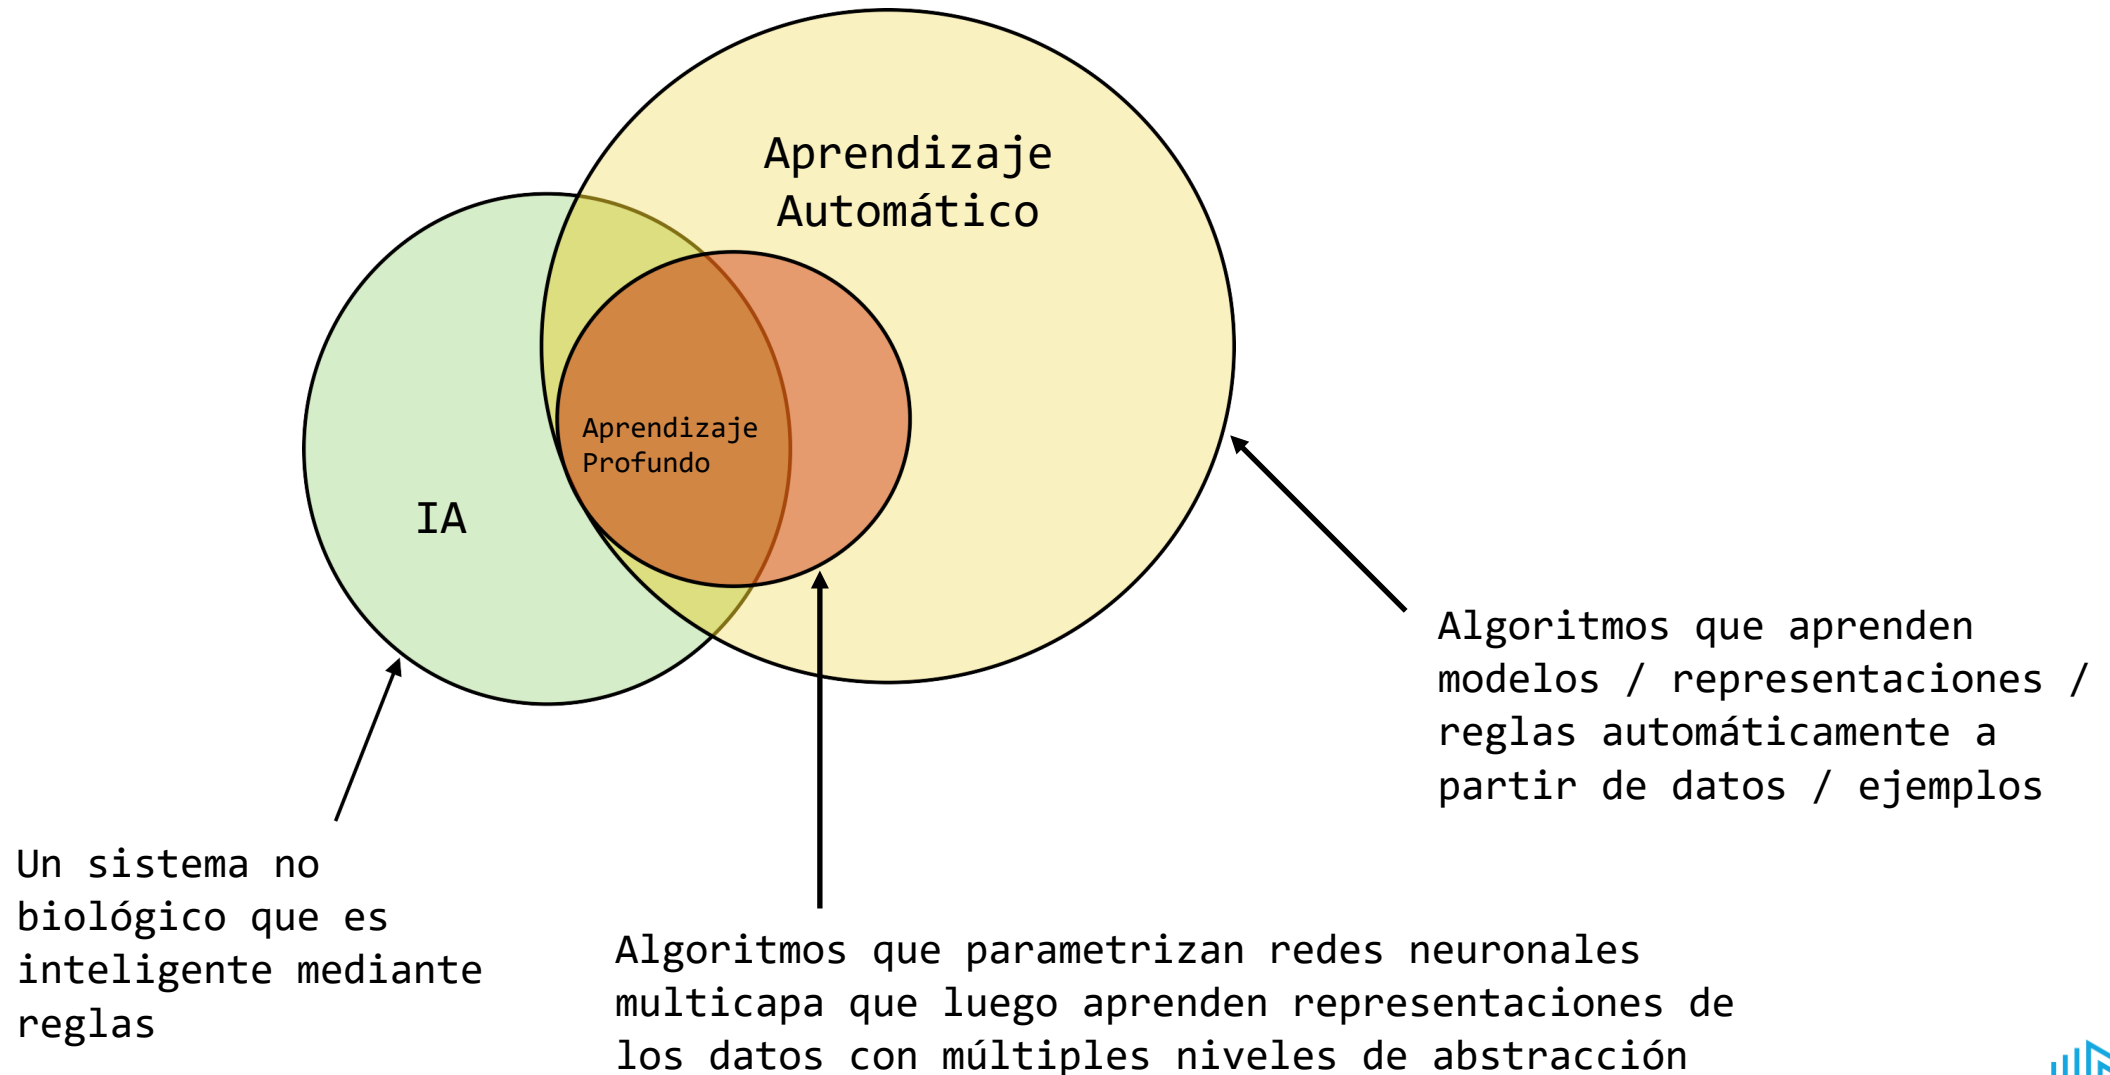 Aprendizaje
Automático
Aprendizaje
Profundo
IA
Algoritmos que aprenden
modelos / representaciones /
reglas automáticamente a
partir de datos / ejemplos
Un sistema no
biológico que es
inteligente mediante
reglas
Algoritmos que parametrizan redes neuronales
multicapa que luego aprenden representaciones de
los datos con múltiples niveles de abstracción